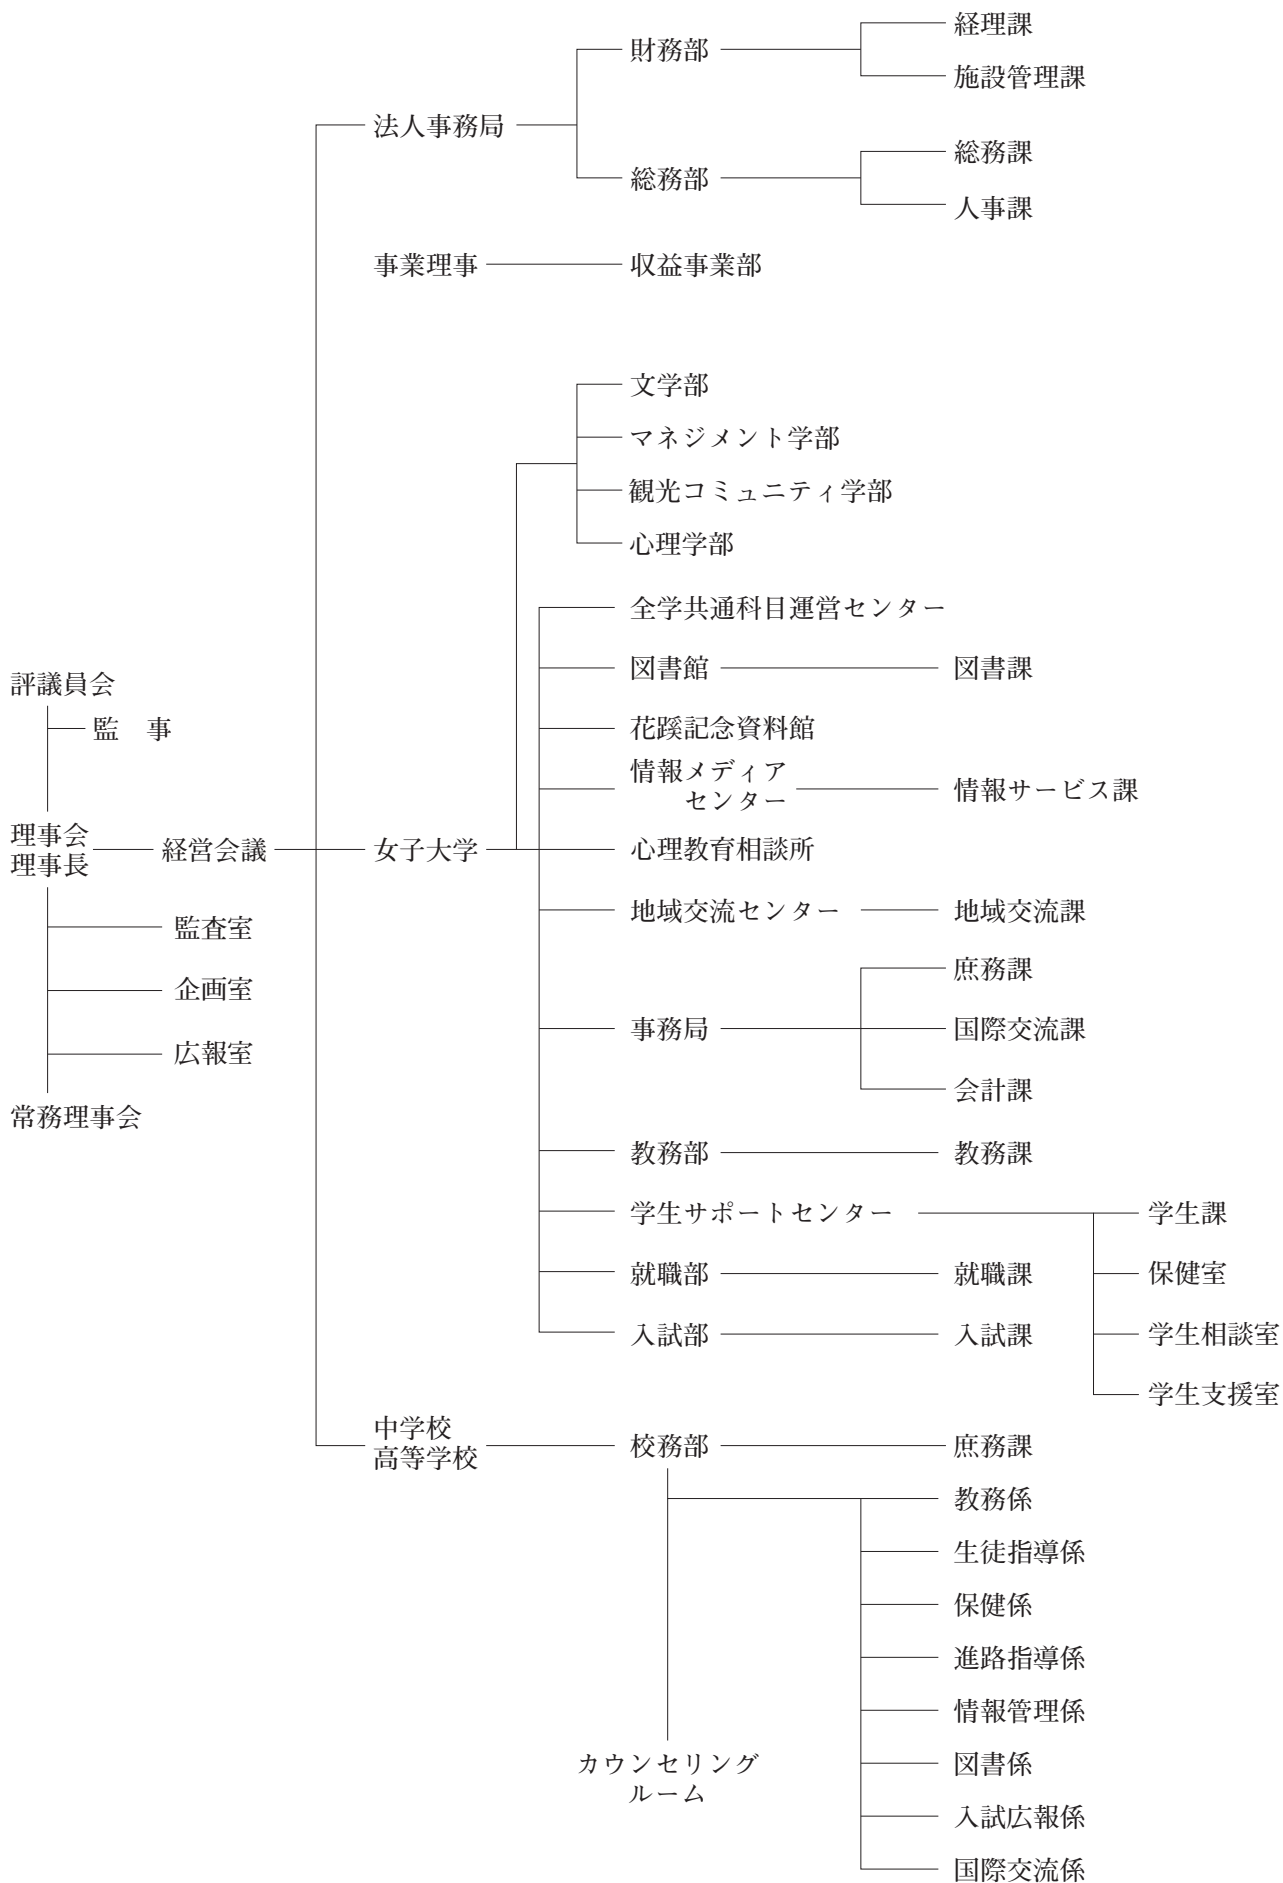 経理課
財務部
施設管理課
法人事務局
総務課
総務部
人事課
事業理事
収益事業部
文学部
マネジメント学部
観光コミュニティ学部
心理学部
全学共通科目運営センター
図書館
図書課
評議員会
監　事
花蹊記念資料館
情報メディア
センター
情報サービス課
理事会
理事長
経営会議
女子大学
心理教育相談所
監査室
地域交流センター
地域交流課
企画室
庶務課
事務局
国際交流課
広報室
会計課
常務理事会
教務部
教務課
学生サポートセンター
学生課
就職部
就職課
保健室
入試部
入試課
学生相談室
学生支援室
中学校
高等学校
校務部
庶務課
教務係
生徒指導係
保健係
進路指導係
情報管理係
カウンセリング
ルーム
図書係
入試広報係
国際交流係